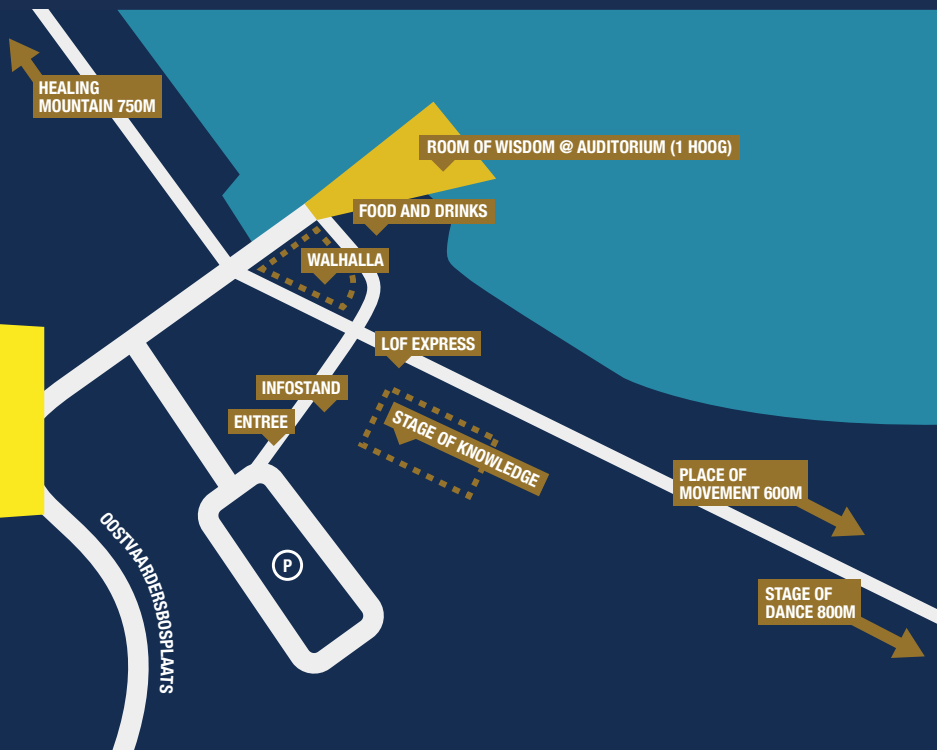 HEALING
MOUNTAIN 750M
ROOM OF WISDOM @ AUDITORIUM (1 HOOG)
FOOD AND DRINKS
WALHALLA
LOF EXPRESS
INFOSTAND
ENTREE
STAGE OF KNOWLEDGE
PLACE OF
MOVEMENT 600M
OOSTVAARDERSBOSPLAATS
P
STAGE OF
DANCE 800M